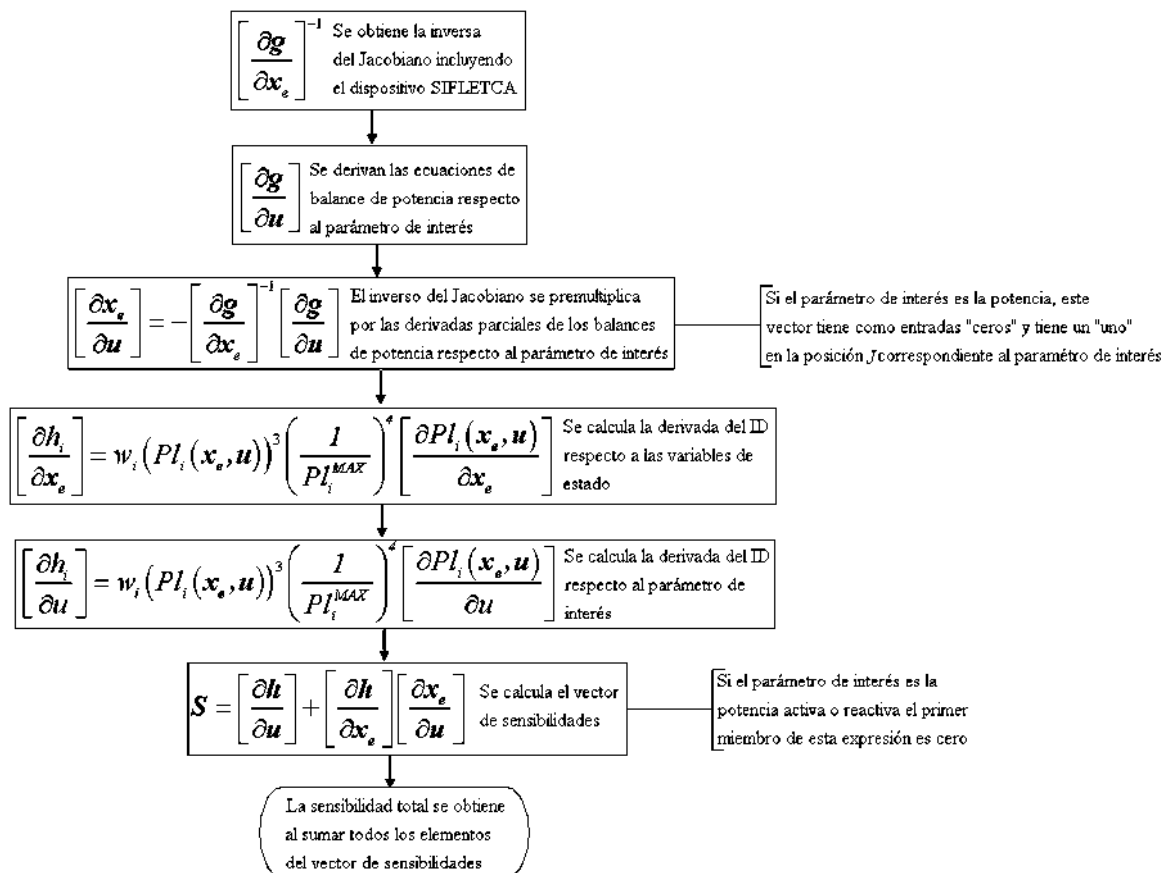 [∂g/∂x_e]^-1 Se obtiene la inversa
del Jacobiano incluyendo
el dispositivo SIFLETCA
[∂g/∂u] Se derivan las ecuaciones de
balance de potencia respecto
al parámetro de interés
[∂x_e/∂u] = -[∂g/∂x_e]^-1 [∂g/∂u] El inverso del Jacobiano se premultiplica
por las derivadas parciales de los balances
de potencia respecto al parámetro de interés
Si el parámetro de interés es la potencia, este
vector tiene como entradas "ceros" y tiene un "uno"
en la posición J correspondiente al paramétro de interés
[∂h_i/∂x_e] = w_i (Pl_i(x_e,u))^3 (1/Pl_i^MAX)^4 [∂Pl_i(x_e,u)/∂x_e] Se calcula la derivada del ID
respecto a las variables de
estado
[∂h_i/∂u] = w_i (Pl_i(x_e,u))^3 (1/Pl_i^MAX)^4 [∂Pl_i(x_e,u)/∂u] Se calcula la derivada del ID
respecto al parámetro de
interés
S = [∂h/∂u] + [∂h/∂x_e][∂x_e/∂u] Se calcula el vector
de sensibilidades
Si el parámetro de interés es la
potencia activa o reactiva el primer
miembro de esta expresión es cero
La sensibilidad total se obtiene
al sumar todos los elementos
del vector de sensibilidades